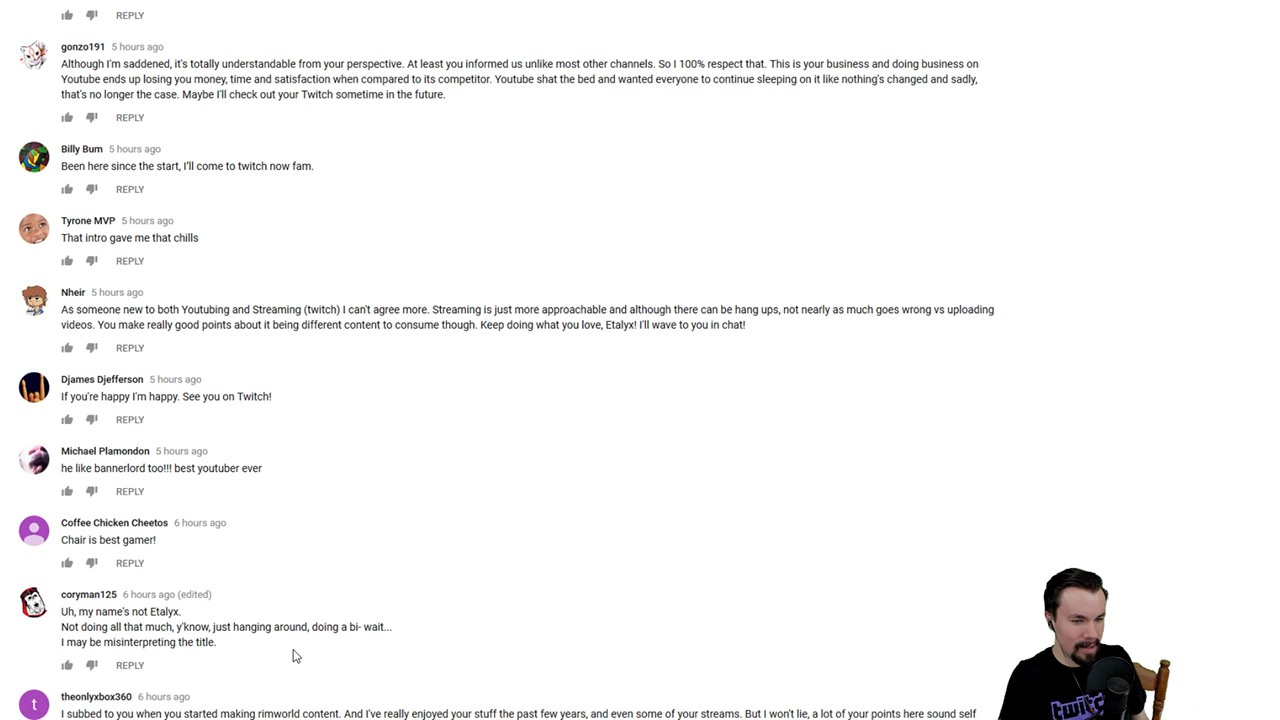 REPLY
gonzo191 5 hours ago
Although I'm saddened, it's totally understandable from your perspective. At least you informed us unlike most other channels. So I 100% respect that. This is your business and doing business on
Youtube ends up losing you money, time and satisfaction when compared to its competitor. Youtube shat the bed and wanted everyone to continue sleeping on it like nothing's changed and sadly,
that's no longer the case. Maybe I'll check out your Twitch sometime in the future.
REPLY
Billy Bum 5 hours ago
Been here since the start, I'll come to twitch now fam.
REPLY
Tyrone MVP 5 hours ago
That intro gave me that chills
REPLY
Nheir 5 hours ago
As someone new to both Youtubing and Streaming (twitch) I can't agree more. Streaming is just more approachable and although there can be hang ups, not nearly as much goes wrong vs uploading
videos. You make really good points about it being different content to consume though. Keep doing what you love, Etalyx! I'll wave to you in chat!
REPLY
Djames Djefferson 5 hours ago
If you're happy I'm happy. See you on Twitch!
REPLY
Michael Plamondon 5 hours ago
he like bannerlord too!!! best youtuber ever
REPLY
Coffee Chicken Cheetos 6 hours ago
Chair is best gamer!
REPLY
coryman125 6 hours ago (edited)
Uh, my name's not Etalyx.
Not doing all that much, y'know, just hanging around, doing a bi- wait...
I may be misinterpreting the title.
REPLY
t
theonlyxbox360 6 hours ago
I subbed to you when you started making rimworld content. And I've really enjoyed your stuff the past few years, and even some of your streams. But I won't lie, a lot of your points here sound self